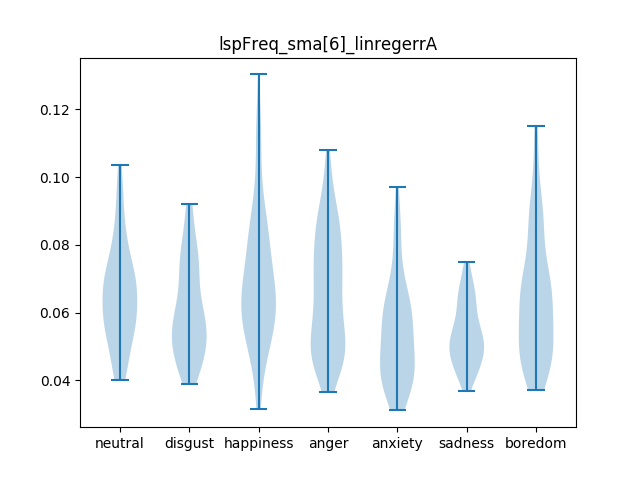 lspFreq_sma[6]_linregerrA
0.12
0.10
0.08
0.06
0.04
neutral disgust happiness anger anxiety sadness boredom